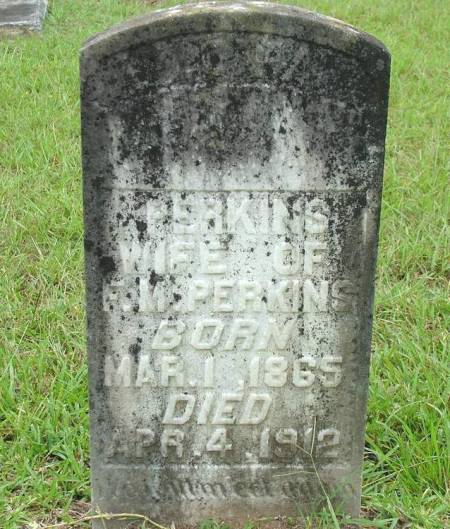 PERKINS
WIFE OF
F.M. PERKINS
BORN
MAR. 1, 1865
DIED
APR. 4, 1912